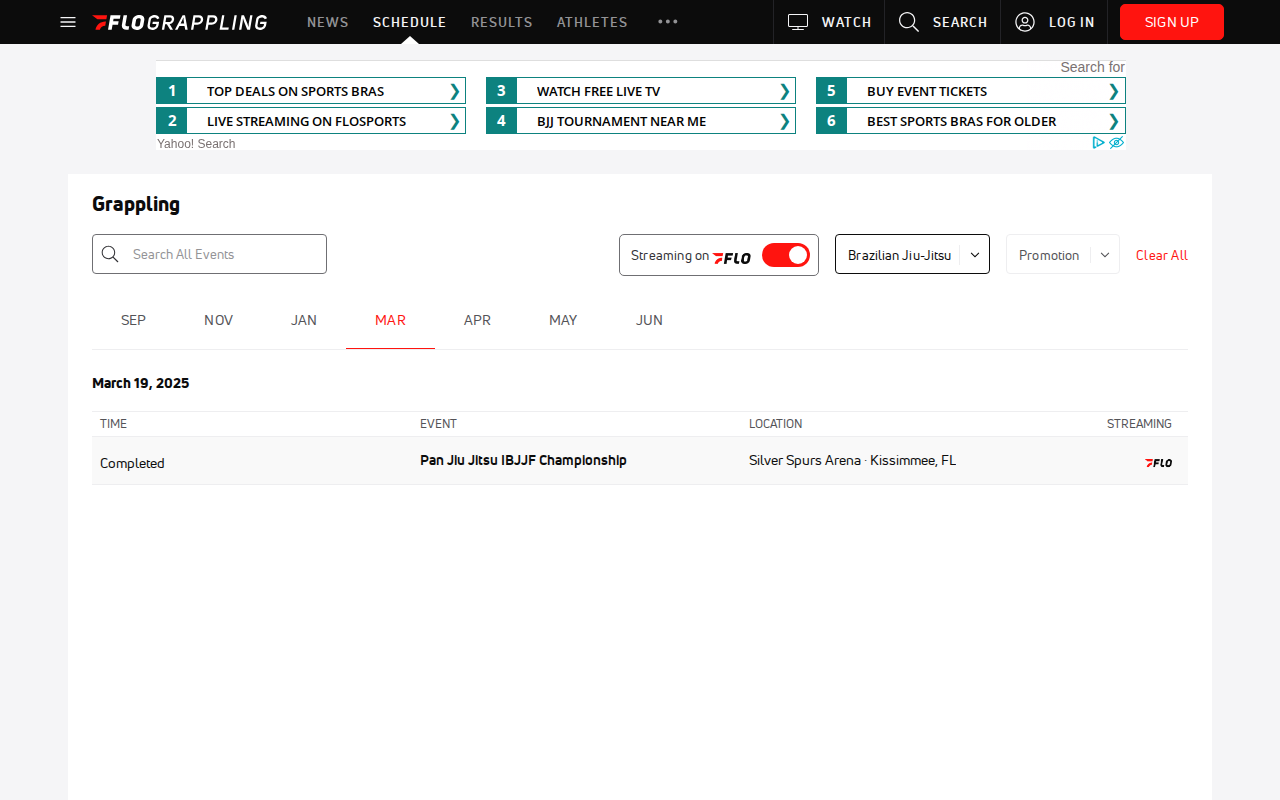 FLOGRAPPLING NEWS SCHEDULE RESULTS ATHLETES WATCH SEARCH LOG IN SIGN UP
Search for
1 TOP DEALS ON SPORTS BRAS ❯ 3 WATCH FREE LIVE TV ❯ 5 BUY EVENT TICKETS ❯
2 LIVE STREAMING ON FLOSPORTS ❯ 4 BJJ TOURNAMENT NEAR ME ❯ 6 BEST SPORTS BRAS FOR OLDER ❯
Yahoo! Search
Grappling
Search All Events Streaming on FLO Brazilian Jiu-Jitsu Promotion Clear All
SEP NOV JAN MAR APR MAY JUN
March 19, 2025
TIME EVENT LOCATION STREAMING
Completed Pan Jiu Jitsu IBJJF Championship Silver Spurs Arena · Kissimmee, FL FLO